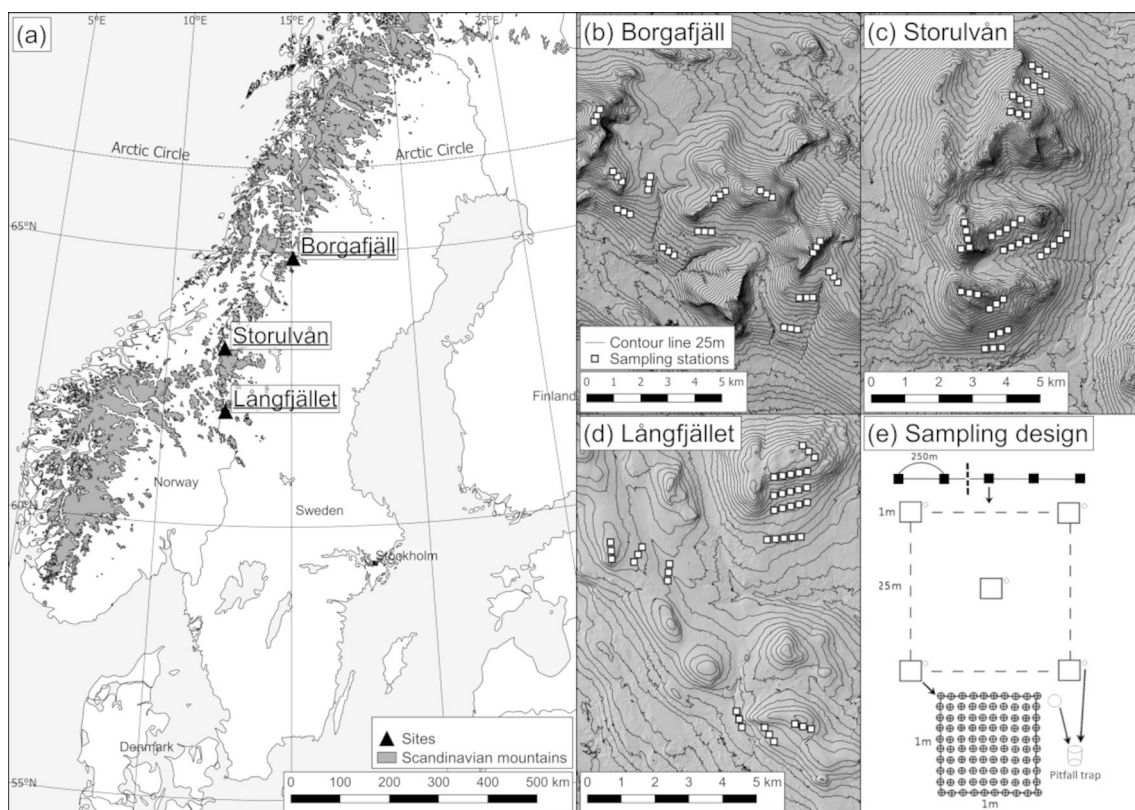 (a)
5°E
10°E
15°E
20°E
25°E
Arctic Circle
Arctic Circle
65°N
65°N
Borgafjäll
Storulvån
Långfjället
Finland
Norway
60°N
60°N
Sweden
Stockholm
Denmark
55°N
55°N
Sites
Scandinavian mountains
0 100 200 300 400 500 km
(b) Borgafjäll
Contour line 25m
Sampling stations
0 1 2 3 4 5 km
(c) Storulvån
0 1 2 3 4 5 km
(d) Långfjället
0 1 2 3 4 5 km
(e) Sampling design
250m
1m
25m
1m
Pitfall trap
1m